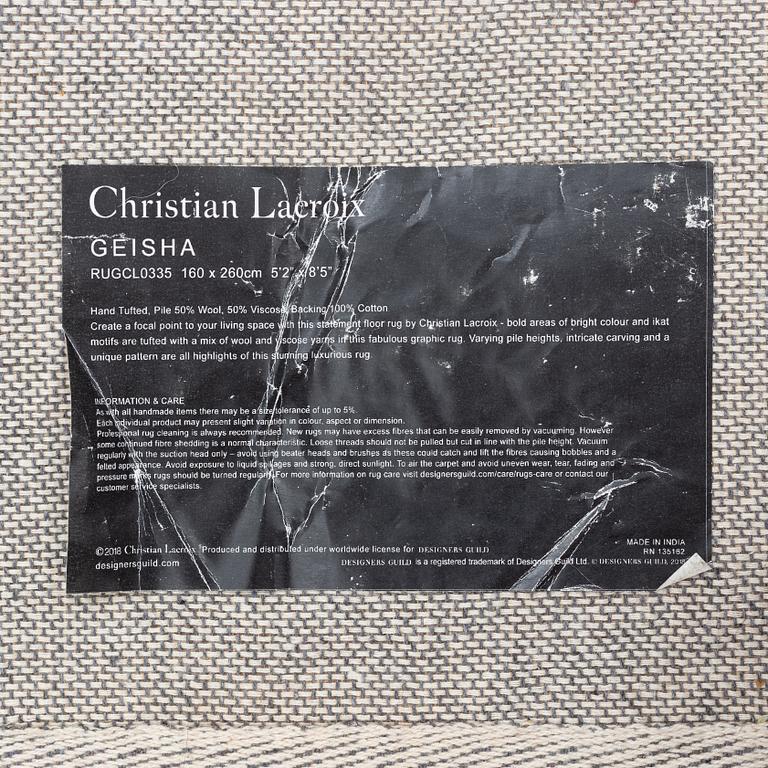 Christian Lacroix
GEISHA
RUGCL0335 160 x 260cm 5'2" x 8'5"
Hand Tufted, Pile 50% Wool, 50% Viscose, Backing 100% Cotton
Create a focal point to your living space with this statement floor rug by Christian Lacroix - bold areas of bright colour and ikat
motifs are tufted with a mix of wool and viscose yarns in this fabulous graphic rug. Varying pile heights, intricate carving and a
unique pattern are all highlights of this stunning luxurious rug.
INFORMATION & CARE
As with all handmade items there may be a size tolerance of up to 5%.
Each individual product may present slight variation in colour, aspect or dimension.
Professional rug cleaning is always recommended. New rugs may have excess fibres that can be easily removed by vacuuming. However
some continued fibre shedding is a normal characteristic. Loose threads should not be pulled but cut in line with the pile height. Vacuum
regularly with the suction head only – avoid using beater heads and brushes as these could catch and lift the fibres causing bobbles and a
felted appearance. Avoid exposure to liquid spillages and strong, direct sunlight. To air the carpet and avoid uneven wear, tear, fading and
pressure marks rugs should be turned regularly. For more information on rug care visit designersguild.com/care/rugs-care or contact our
customer service specialists.
MADE IN INDIA
RN 135162
©2018 Christian Lacroix Produced and distributed under worldwide license for DESIGNERS GUILD
designersguild.com DESIGNERS GUILD is a registered trademark of Designers Guild Ltd. © DESIGNERS GUILD, 2018